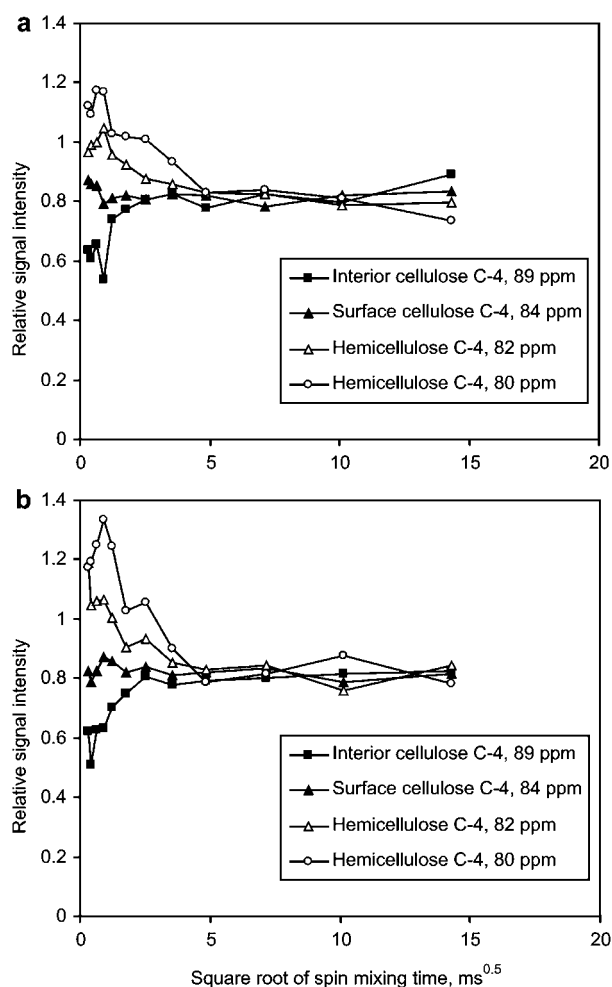 a
1.4
1.2
1
0.8
0.6
0.4
0.2
0
Relative signal intensity
Interior cellulose C-4, 89 ppm
Surface cellulose C-4, 84 ppm
Hemicellulose C-4, 82 ppm
Hemicellulose C-4, 80 ppm
0 5 10 15 20
b
1.4
1.2
1
0.8
0.6
0.4
0.2
0
Relative signal intensity
Interior cellulose C-4, 89 ppm
Surface cellulose C-4, 84 ppm
Hemicellulose C-4, 82 ppm
Hemicellulose C-4, 80 ppm
0 5 10 15 20
Square root of spin mixing time, ms^0.5